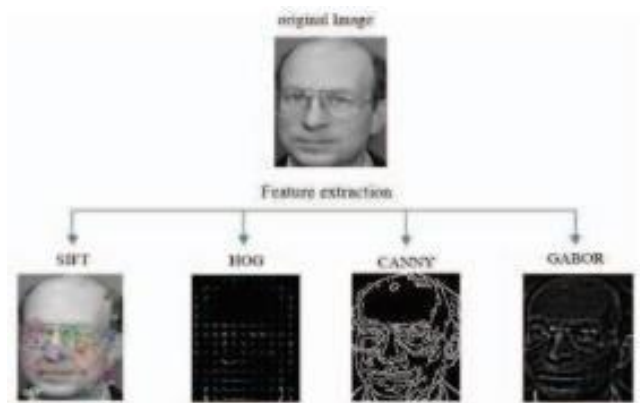 original Image
Feature extraction
SIFT
HOG
CANNY
GABOR